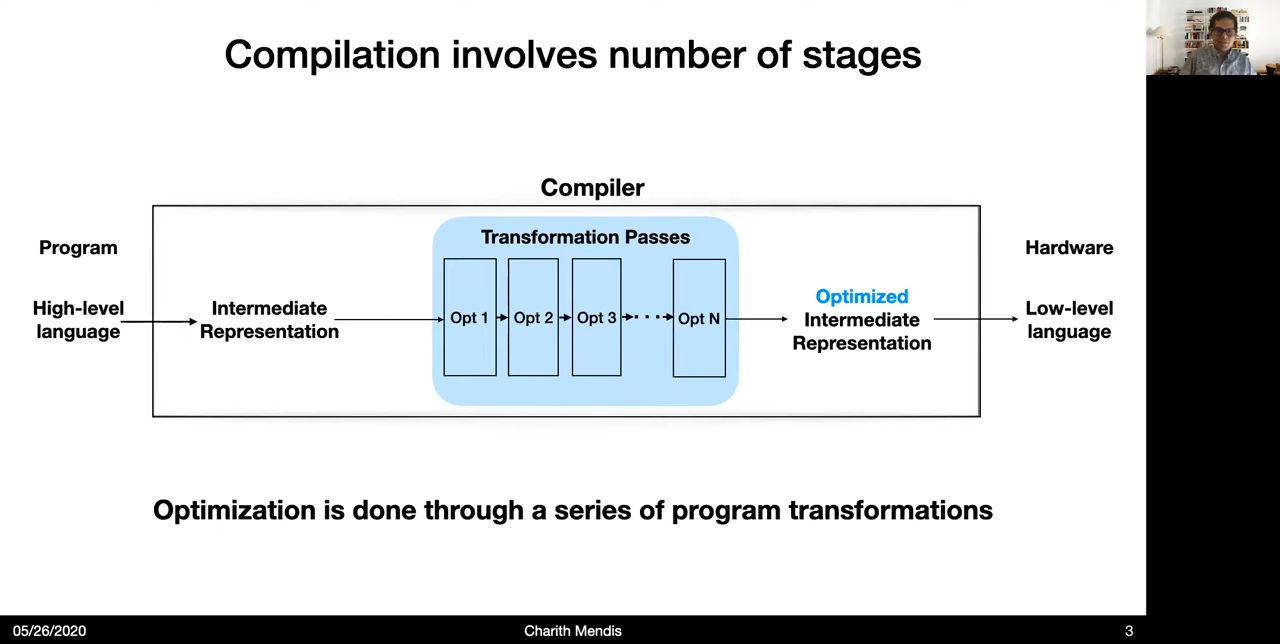 Compilation involves number of stages
Compiler
Program
High-level
language
Intermediate
Representation
Transformation Passes
Opt 1
Opt 2
Opt 3
. . .
Opt N
Optimized
Intermediate
Representation
Hardware
Low-level
language
Optimization is done through a series of program transformations
05/26/2020
Charith Mendis
3